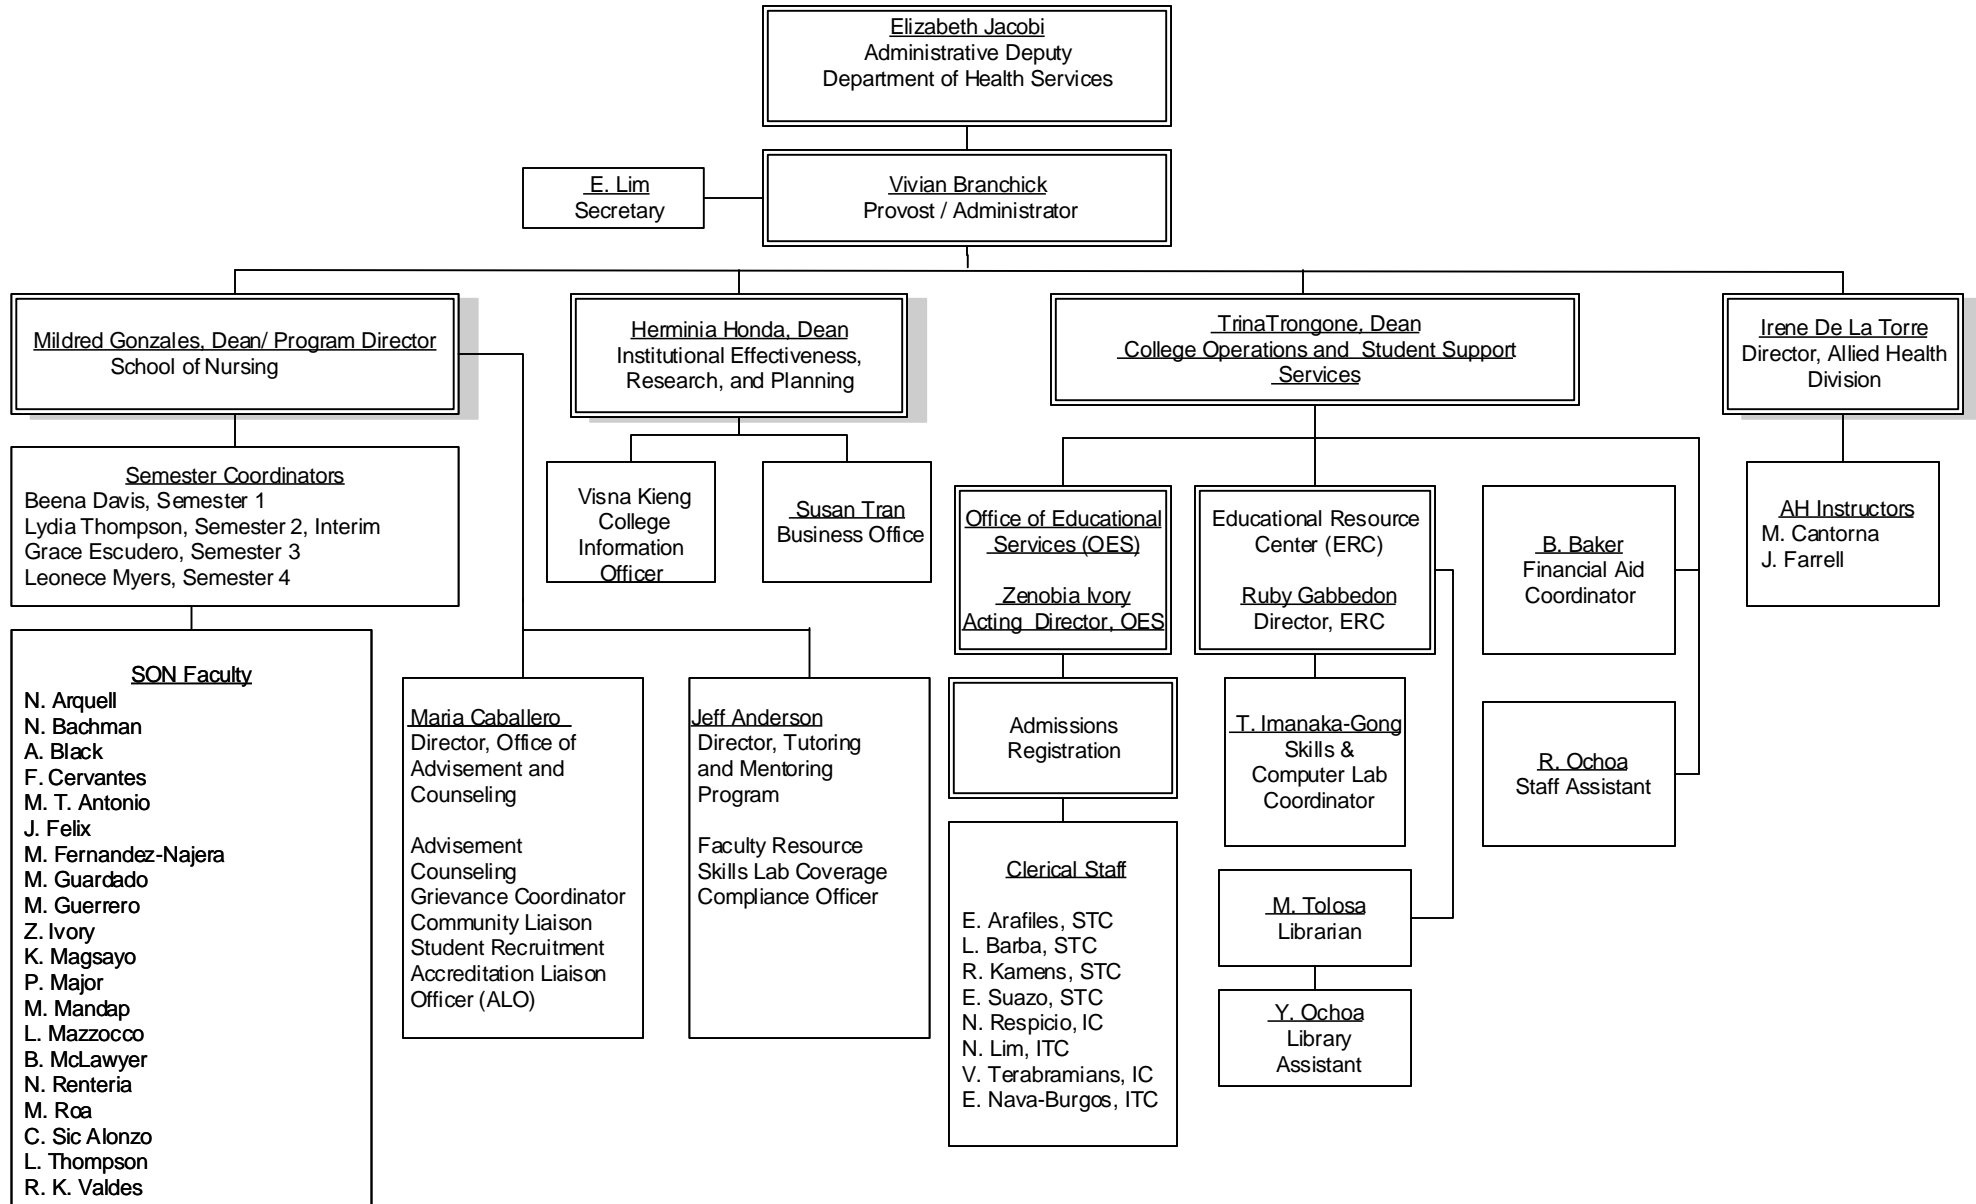 Elizabeth Jacobi
Administrative Deputy
Department of Health Services
E. Lim
Secretary
Vivian Branchick
Provost / Administrator
Mildred Gonzales, Dean/ Program Director
School of Nursing
Herminia Honda, Dean
Institutional Effectiveness,
Research, and Planning
TrinaTrongone, Dean
College Operations and Student Support
Services
Irene De La Torre
Director, Allied Health
Division
Semester Coordinators
Beena Davis, Semester 1
Lydia Thompson, Semester 2, Interim
Grace Escudero, Semester 3
Leonece Myers, Semester 4
Visna Kieng
College
Information
Officer
Susan Tran
Business Office
Office of Educational
Services (OES)
Zenobia Ivory
Acting Director, OES
Educational Resource
Center (ERC)
Ruby Gabbedon
Director, ERC
B. Baker
Financial Aid
Coordinator
AH Instructors
M. Cantorna
J. Farrell
SON Faculty
N. Arquell
N. Bachman
A. Black
F. Cervantes
M. T. Antonio
J. Felix
M. Fernandez-Najera
M. Guardado
M. Guerrero
Z. Ivory
K. Magsayo
P. Major
M. Mandap
L. Mazzocco
B. McLawyer
N. Renteria
M. Roa
C. Sic Alonzo
L. Thompson
R. K. Valdes
Maria Caballero
Director, Office of
Advisement and
Counseling
Advisement
Counseling
Grievance Coordinator
Community Liaison
Student Recruitment
Accreditation Liaison
Officer (ALO)
Jeff Anderson
Director, Tutoring
and Mentoring
Program
Faculty Resource
Skills Lab Coverage
Compliance Officer
Admissions
Registration
Clerical Staff
E. Arafiles, STC
L. Barba, STC
R. Kamens, STC
E. Suazo, STC
N. Respicio, IC
N. Lim, ITC
V. Terabramians, IC
E. Nava-Burgos, ITC
T. Imanaka-Gong
Skills &
Computer Lab
Coordinator
M. Tolosa
Librarian
Y. Ochoa
Library
Assistant
R. Ochoa
Staff Assistant